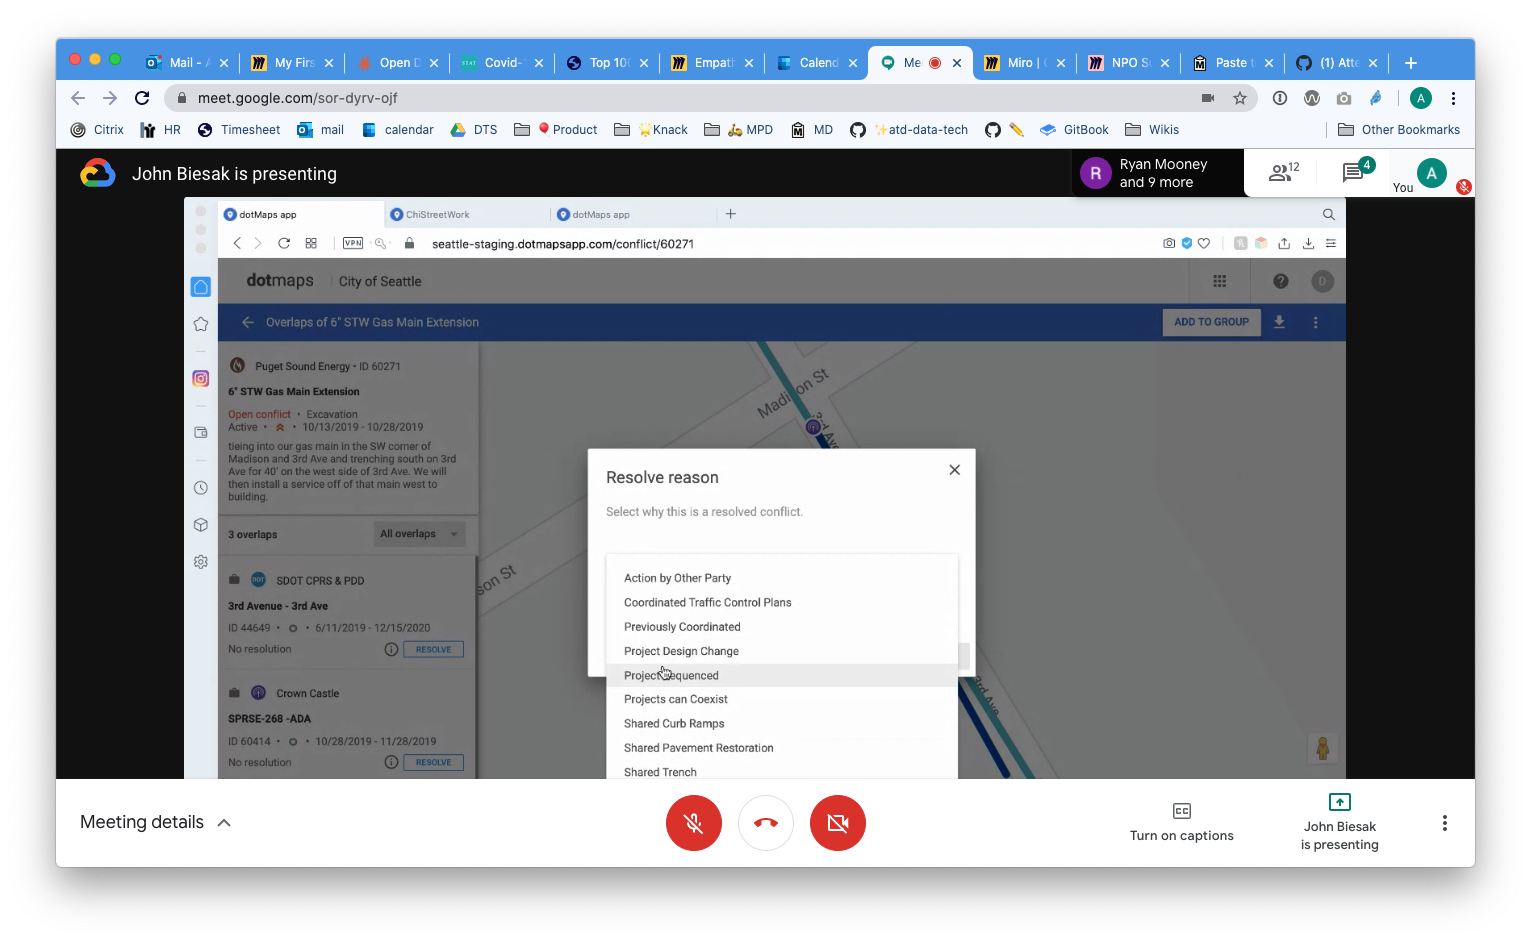 Mail - A
My Firs
Open D
STAT
Covid-
Top 100
Empath
Calend
Me
Miro | C
NPO Su
Paste t
(1) Atte
meet.google.com/sor-dyrv-ojf
A
Citrix
HR
Timesheet
mail
calendar
DTS
Product
Knack
MPD
MD
atd-data-tech
GitBook
Wikis
Other Bookmarks
John Biesak is presenting
R
Ryan Mooney
and 9 more
12
4
You
A
dotMaps app
ChiStreetWork
dotMaps app
VPN
seattle-staging.dotmapsapp.com/conflict/60271
dotmaps
City of Seattle
D
Overlaps of 6" STW Gas Main Extension
ADD TO GROUP
Puget Sound Energy • ID 60271
6" STW Gas Main Extension
Open conflict • Excavation
Active • 10/13/2019 - 10/28/2019
tieing into our gas main in the SW corner of
Madison and 3rd Ave and trenching south on 3rd
Ave for 40' on the west side of 3rd Ave. We will
then install a service off of that main west to
building.
3 overlaps
All overlaps
SDOT
SDOT CPRS & PDD
3rd Avenue - 3rd Ave
ID 44649 • 6/11/2019 - 12/15/2020
No resolution
RESOLVE
Crown Castle
SPRSE-268 -ADA
ID 60414 • 10/28/2019 - 11/28/2019
No resolution
RESOLVE
Madison St
3rd Ave
son St
3rd Ave
Resolve reason
Select why this is a resolved conflict.
Action by Other Party
Coordinated Traffic Control Plans
Previously Coordinated
Project Design Change
Project Sequenced
Projects can Coexist
Shared Curb Ramps
Shared Pavement Restoration
Shared Trench
Meeting details
CC
Turn on captions
John Biesak
is presenting